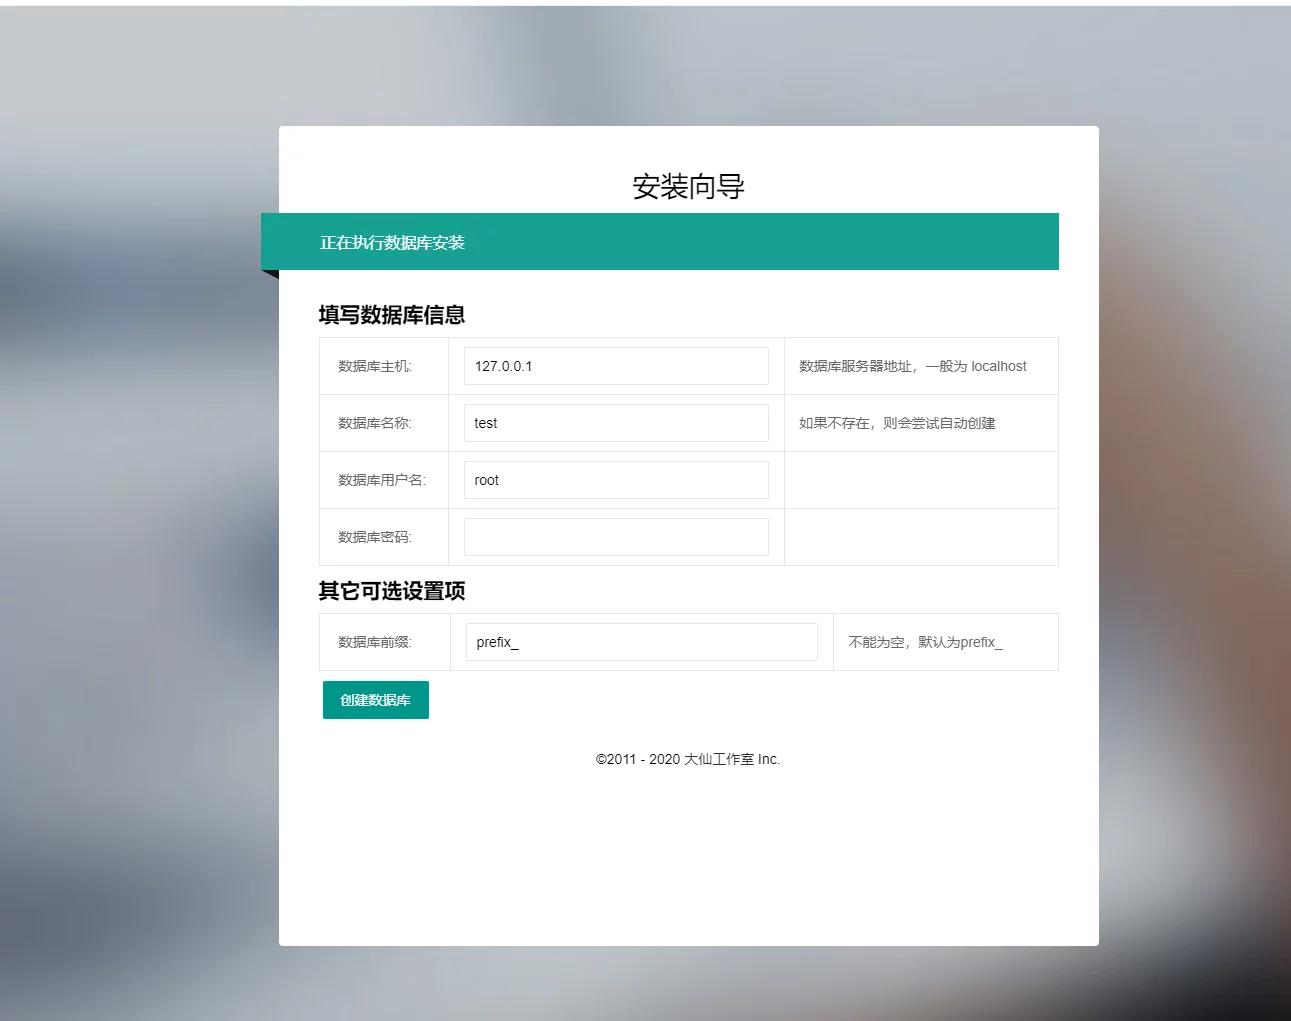 安装向导
正在执行数据库安装
填写数据库信息
数据库主机: 127.0.0.1 数据库服务器地址，一般为 localhost
数据库名称: test 如果不存在，则会尝试自动创建
数据库用户名: root
数据库密码:
其它可选设置项
数据库前缀: prefix_ 不能为空，默认为prefix_
创建数据库
©2011 - 2020 大仙工作室 Inc.